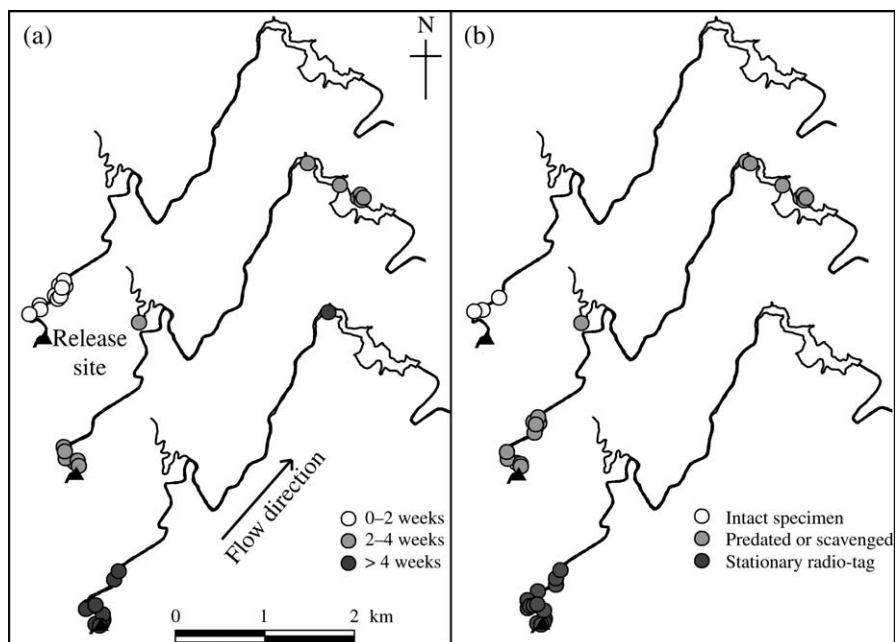 (a)
N
(b)
Release
site
Flow direction
0–2 weeks
2–4 weeks
> 4 weeks
0 1 2 km
Intact specimen
Predated or scavenged
Stationary radio-tag